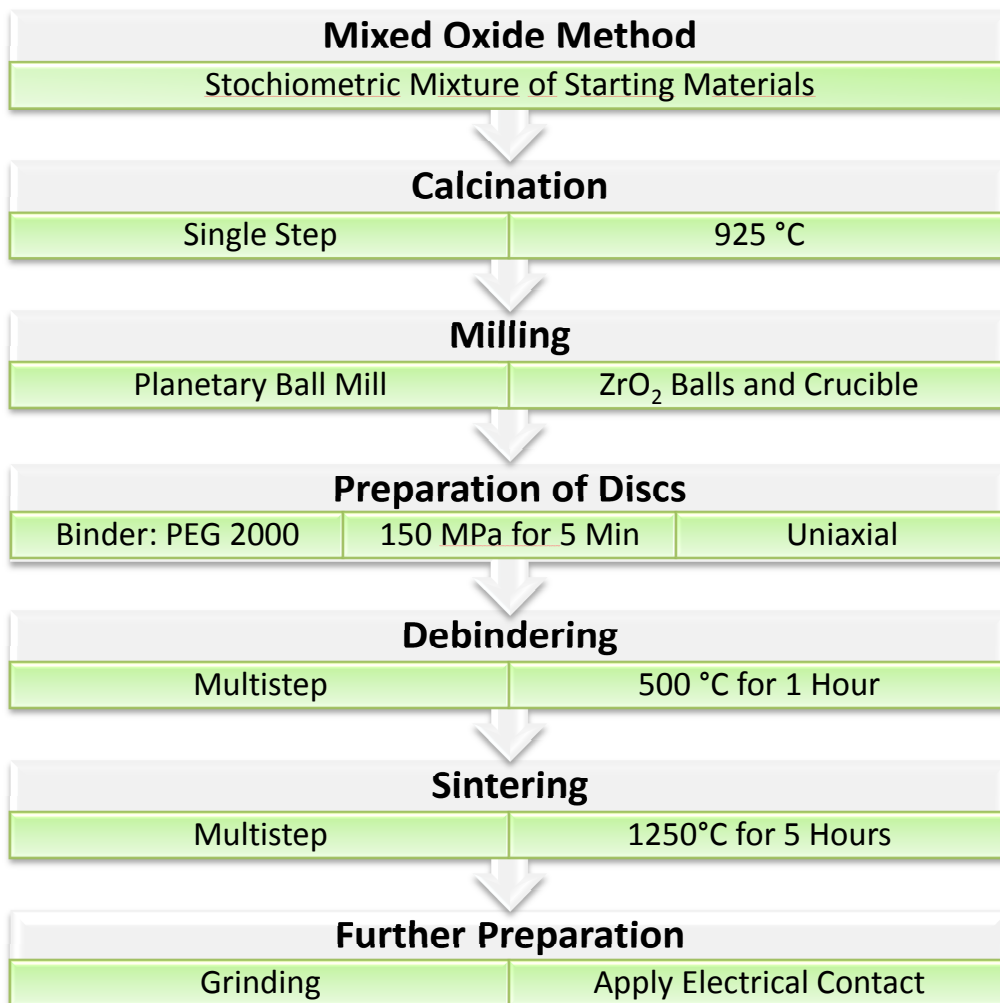 Mixed Oxide Method
Stochiometric Mixture of Starting Materials
Calcination
Single Step 925 °C
Milling
Planetary Ball Mill ZrO₂ Balls and Crucible
Preparation of Discs
Binder: PEG 2000 150 MPa for 5 Min Uniaxial
Debindering
Multistep 500 °C for 1 Hour
Sintering
Multistep 1250°C for 5 Hours
Further Preparation
Grinding Apply Electrical Contact